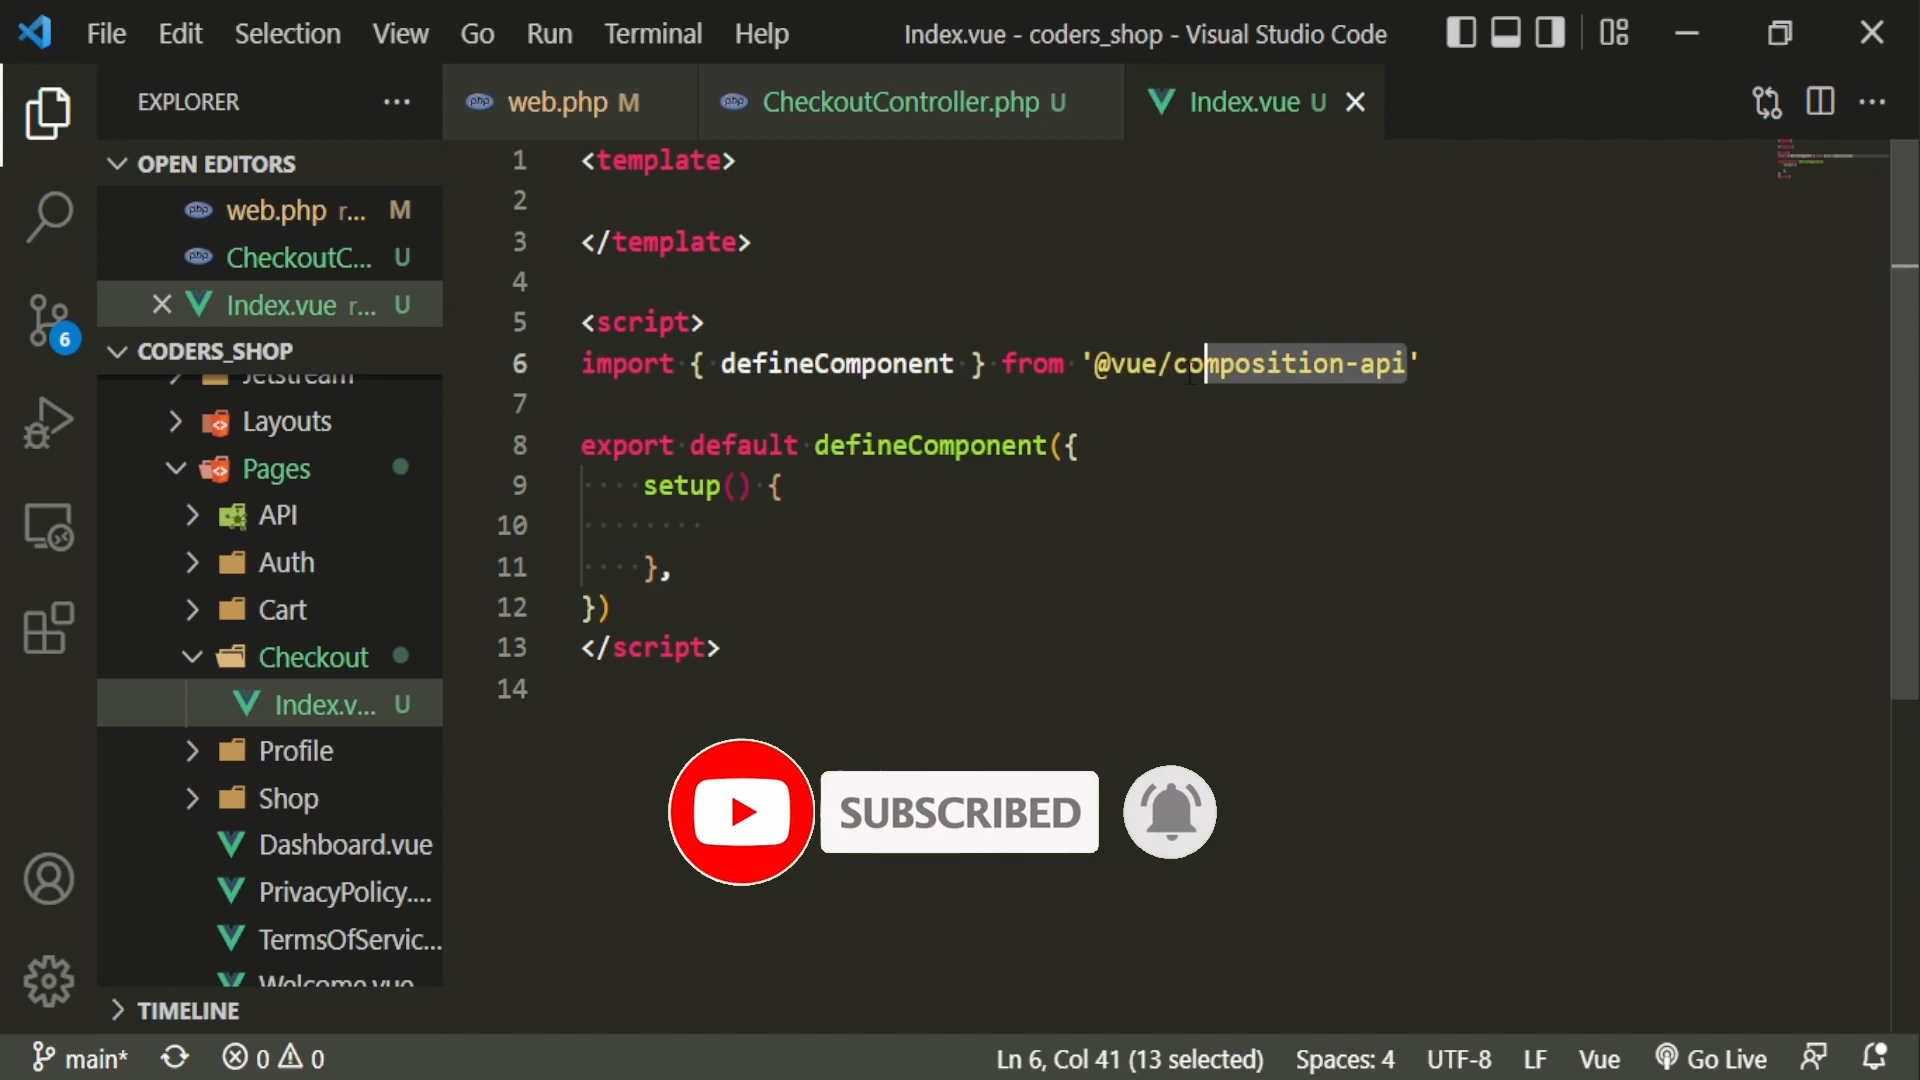 File Edit Selection View Go Run Terminal Help
Index.vue - coders_shop - Visual Studio Code
EXPLORER
web.php M
CheckoutController.php U
Index.vue U
OPEN EDITORS
web.php r... M
CheckoutC... U
Index.vue r... U
6
CODERS_SHOP
Jetstream
Layouts
Pages
API
Auth
Cart
Checkout
Index.v... U
Profile
Shop
Dashboard.vue
PrivacyPolicy....
TermsOfServic...
Welcome.vue
TIMELINE
1 <template>
2
3 </template>
4
5 <script>
6 import { defineComponent } from '@vue/composition-api'
7
8 export default defineComponent({
9 setup() {
10
11 },
12 })
13 </script>
14
SUBSCRIBED
main* 0 0
Ln 6, Col 41 (13 selected) Spaces: 4 UTF-8 LF Vue Go Live